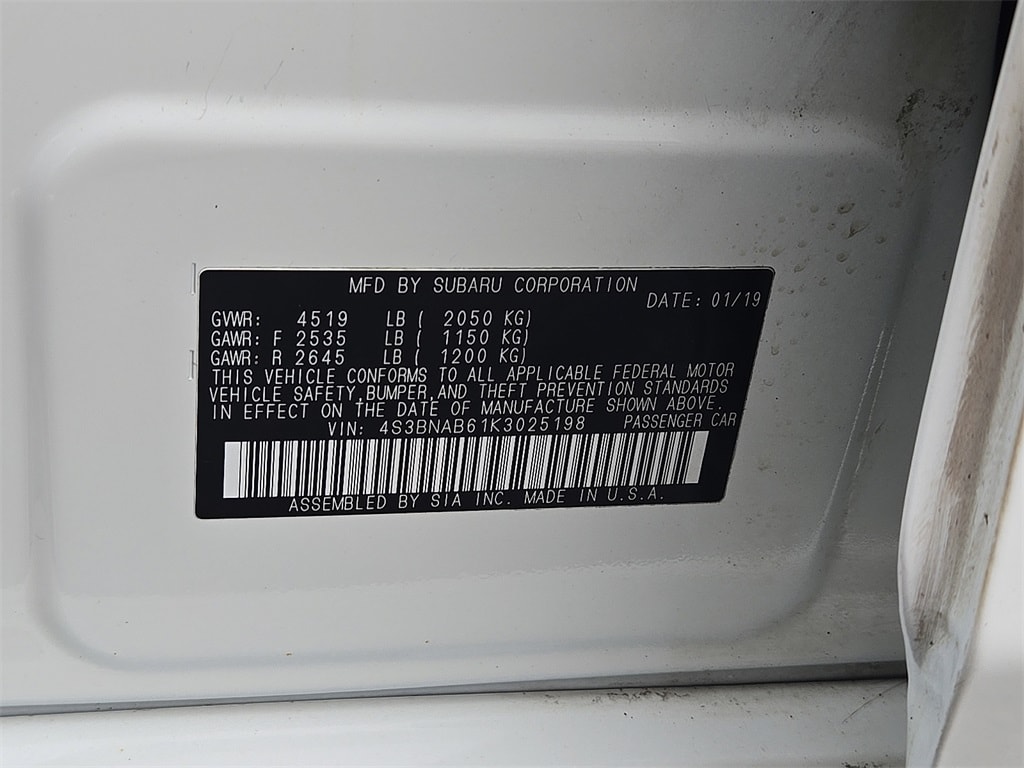 MFD BY SUBARU CORPORATION
DATE: 01/19
GVWR: 4519 LB ( 2050 KG)
GAWR: F 2535 LB ( 1150 KG)
GAWR: R 2645 LB ( 1200 KG)
THIS VEHICLE CONFORMS TO ALL APPLICABLE FEDERAL MOTOR
VEHICLE SAFETY,BUMPER,AND THEFT PREVENTION STANDARDS
IN EFFECT ON THE DATE OF MANUFACTURE SHOWN ABOVE.
VIN: 4S3BNAB61K3025198 PASSENGER CAR
ASSEMBLED BY SIA INC. MADE IN U.S.A.